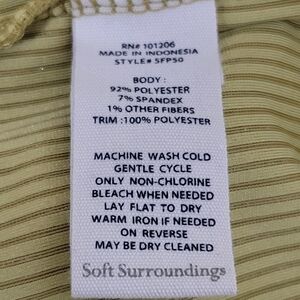 RN# 101206
MADE IN INDONESIA
STYLE# 5FP50
BODY:
92% POLYESTER
7% SPANDEX
1% OTHER FIBERS
TRIM :100% POLYESTER
MACHINE WASH COLD
GENTLE CYCLE
ONLY NON-CHLORINE
BLEACH WHEN NEEDED
LAY FLAT TO DRY
WARM IRON IF NEEDED
ON REVERSE
MAY BE DRY CLEANED
Soft Surroundings